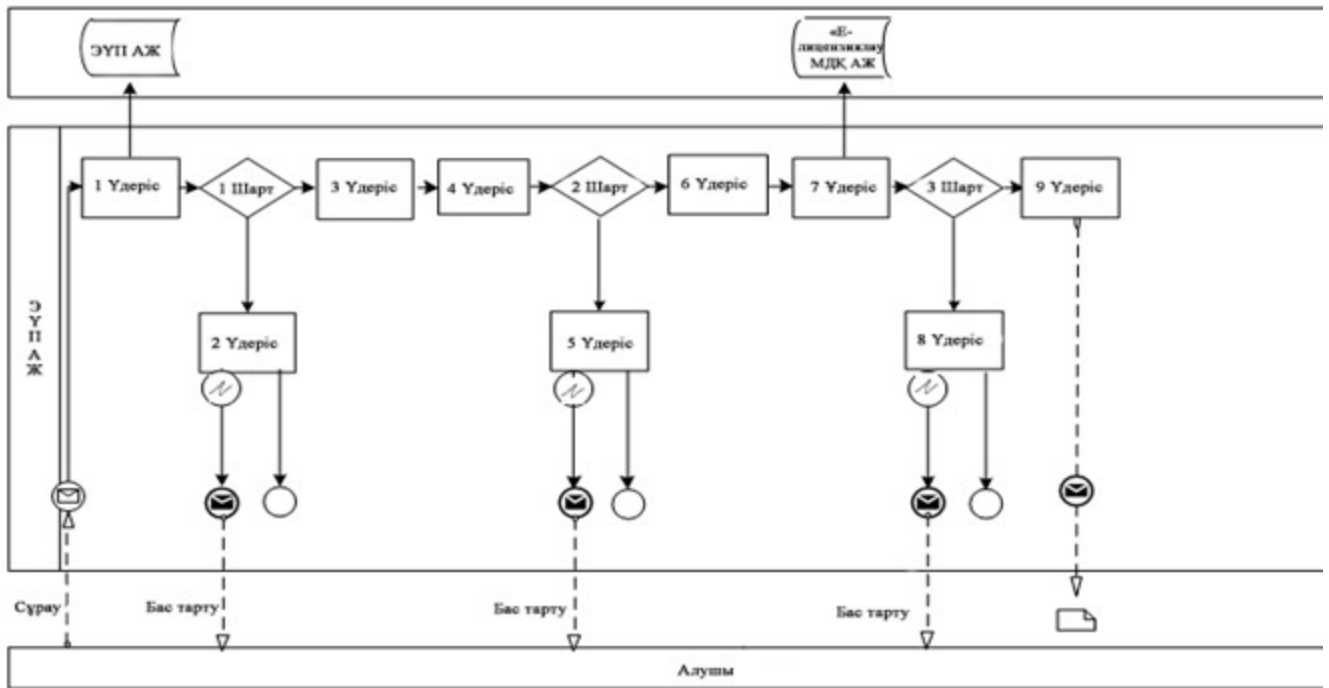 ЭҮП АЖ
«Е-
лицензиялау
МДҚ АЖ
1 Үдеріс
1 Шарт
3 Үдеріс
4 Үдеріс
2 Шарт
6 Үдеріс
7 Үдеріс
3 Шарт
9 Үдеріс
Э
Ү
П
А
Ж
2 Үдеріс
5 Үдеріс
8 Үдеріс
Сұрау
Бас тарту
Бас тарту
Бас тарту
Алушы